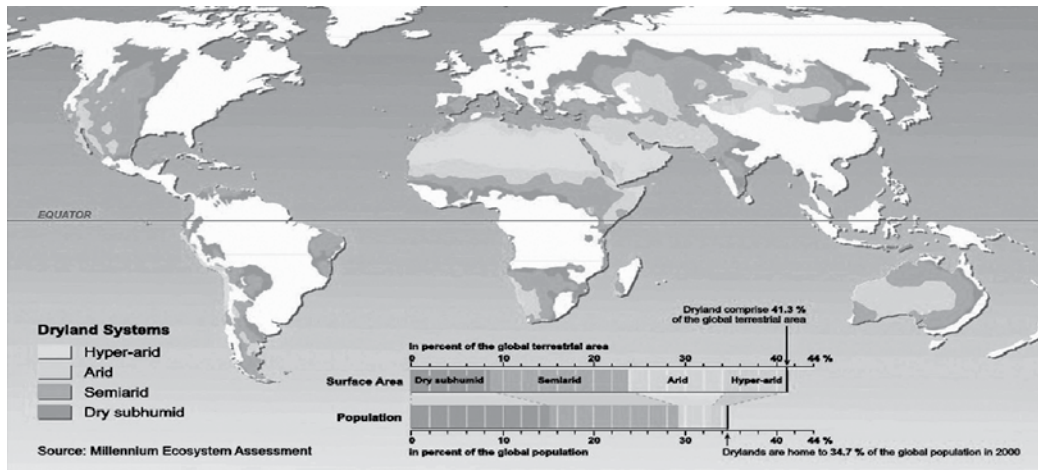 EQUATOR
Dryland Systems
Hyper-arid
Arid
Semiarid
Dry subhumid
Source: Millennium Ecosystem Assessment
Dryland comprise 41.3 %
of the global terrestrial area
In percent of the global terrestrial area
0 10 20 30 40 44 %
Surface Area Dry subhumid Semiarid Arid Hyper-arid
Population
0 10 20 30 40 44 %
In percent of the global population
Drylands are home to 34.7 % of the global population in 2000